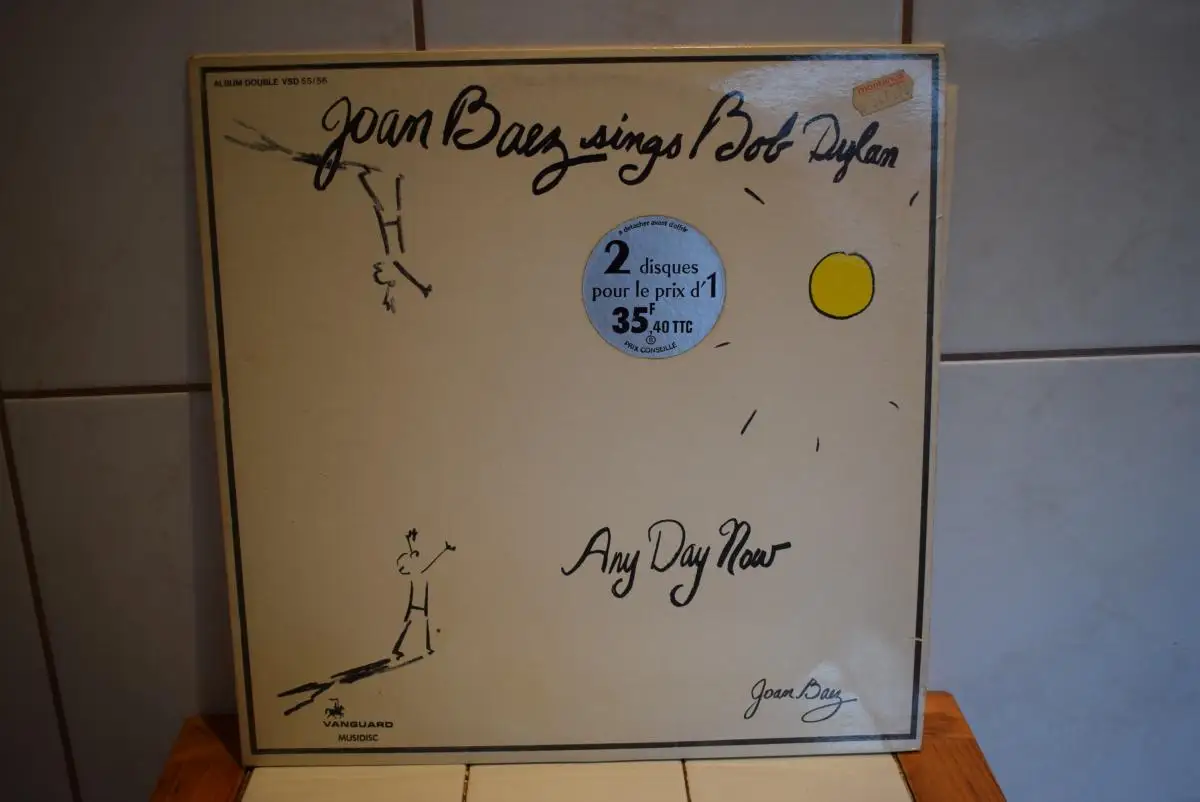 ALBUM DOUBLE VSD 55/56
Joan Baez sings Bob Dylan
à détacher avant d'offrir
2 disques
pour le prix d'1
35F,40 TTC
PRIX CONSEILLÉ
Any Day Now
Joan Baez
VANGUARD
MUSIDISC